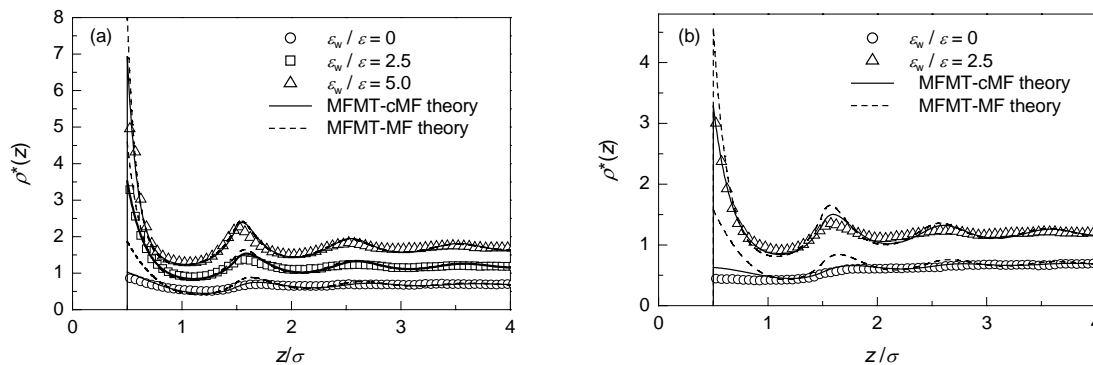 (a)
ε_w / ε = 0
ε_w / ε = 2.5
ε_w / ε = 5.0
MFMT-cMF theory
MFMT-MF theory
8
7
6
5
4
3
2
1
0
ρ*(z)
0 1 2 3 4
z/σ
(b)
ε_w / ε = 0
ε_w / ε = 2.5
MFMT-cMF theory
MFMT-MF theory
4
3
2
1
0
ρ*(z)
0 1 2 3 4
z/σ